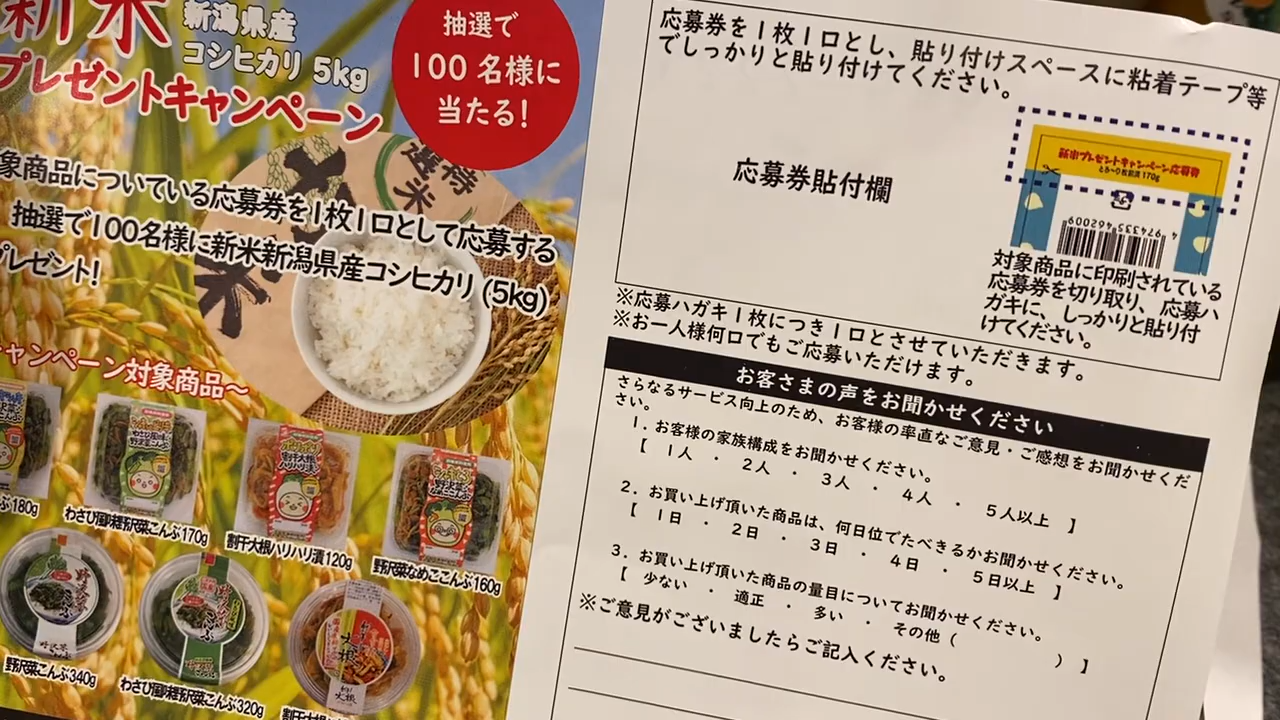 新米
新潟県産
コシヒカリ 5kg
プレゼントキャンペーン
抽選で
100名様に
当たる!
特選米
新米
象商品についている応募券を1枚1口として応募する
抽選で100名様に新米新潟県産コシヒカリ(5kg)
プレゼント!
キャンペーン対象商品〜
ぶ180g
わさび風味野沢菜こんぶ170g
割干大根ハリハリ漬120g
野沢菜なめここんぶ160g
野沢菜こんぶ340g
わさび風味野沢菜こんぶ320g
割干大根
応募券を1枚1口とし、貼り付けスペースに粘着テープ等
でしっかりと貼り付けてください。
応募券貼付欄
新米プレゼントキャンペーン応募券
とろ〜り枚前漬 170g
4 974335 462009
対象商品に印刷されている
応募券を切り取り、応募ハ
ガキに、しっかりと貼り付
けてください。
※応募ハガキ1枚につき1口とさせていただきます。
※お一人様何口でもご応募いただけます。
お客さまの声をお聞かせください
さらなるサービス向上のため、お客様の率直なご意見・ご感想をお聞かせくだ
さい。
1. お客様の家族構成をお聞かせください。
【 1人 ・ 2人 ・ 3人 ・ 4人 ・ 5人以上 】
2. お買い上げ頂いた商品は、何日位でたべきるかお聞かせください。
【 1日 ・ 2日 ・ 3日 ・ 4日 ・ 5日以上 】
3. お買い上げ頂いた商品の量目についてお聞かせください。
【 少ない ・ 適正 ・ 多い ・ その他( ) 】
※ご意見がございましたらご記入ください。